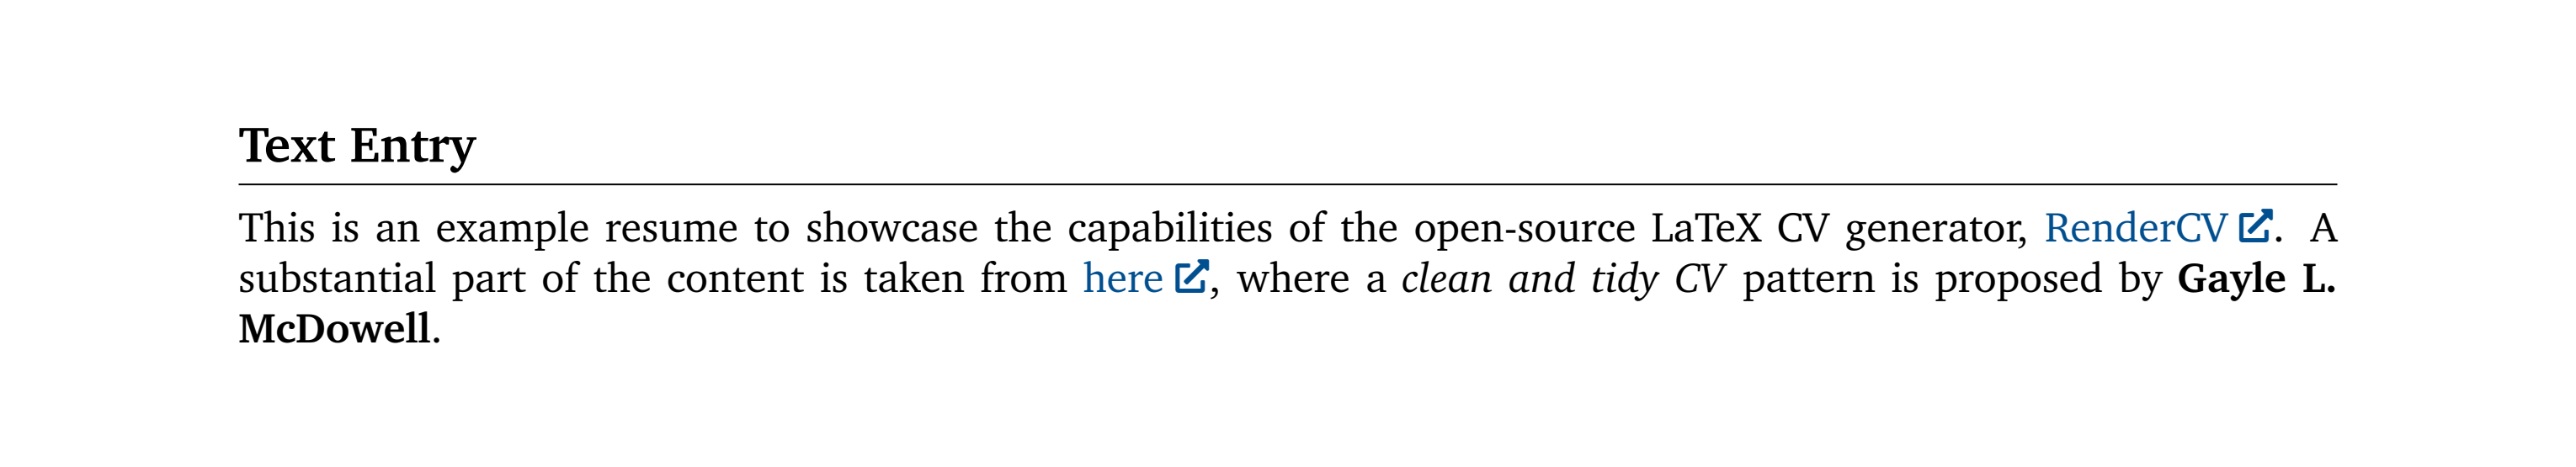 Text Entry
This is an example resume to showcase the capabilities of the open-source LaTeX CV generator, RenderCV. A
substantial part of the content is taken from here, where a clean and tidy CV pattern is proposed by Gayle L.
McDowell.